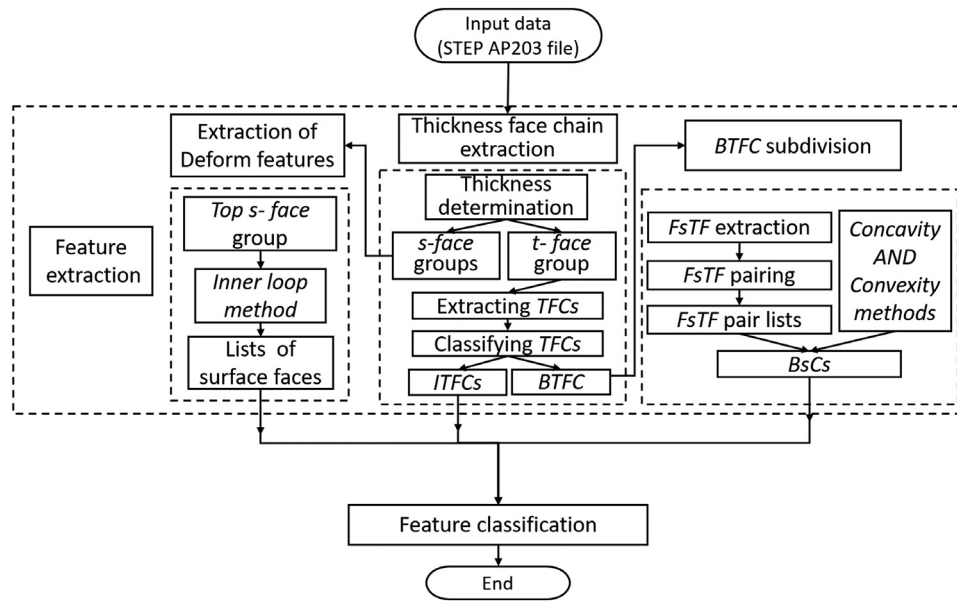 Input data
(STEP AP203 file)
Extraction of
Deform features
Thickness face chain
extraction
BTFC subdivision
Feature
extraction
Top s- face
group
Inner loop
method
Lists of
surface faces
Thickness
determination
s-face
groups
t- face
group
Extracting TFCs
Classifying TFCs
ITFCs
BTFC
FsTF extraction
FsTF pairing
FsTF pair lists
Concavity
AND
Convexity
methods
BsCs
Feature classification
End